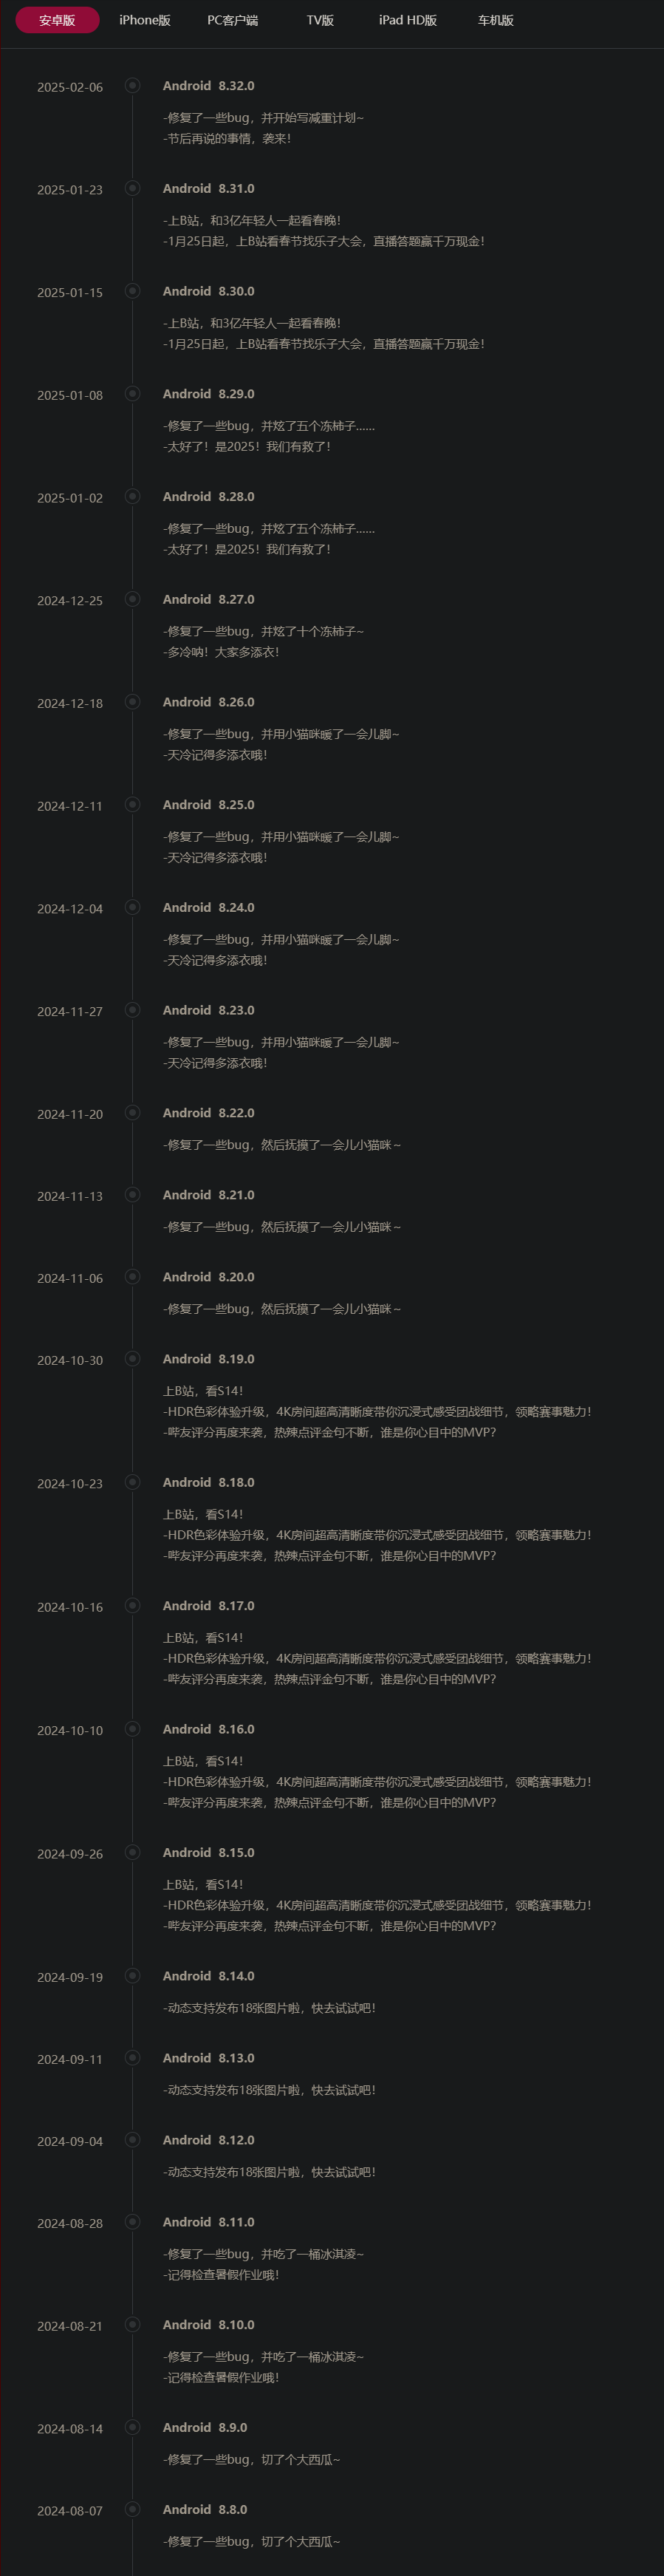 安卓版 iPhone版 PC客户端 TV版 iPad HD版 车机版
2025-02-06 Android 8.32.0
-修复了一些bug，并开始写减重计划~
-节后再说的事情，袭来！
2025-01-23 Android 8.31.0
-上B站，和3亿年轻人一起看春晚！
-1月25日起，上B站看春节找乐子大会，直播答题赢千万现金！
2025-01-15 Android 8.30.0
-上B站，和3亿年轻人一起看春晚！
-1月25日起，上B站看春节找乐子大会，直播答题赢千万现金！
2025-01-08 Android 8.29.0
-修复了一些bug，并炫了五个冻柿子……
-太好了！是2025！我们有救了！
2025-01-02 Android 8.28.0
-修复了一些bug，并炫了五个冻柿子……
-太好了！是2025！我们有救了！
2024-12-25 Android 8.27.0
-修复了一些bug，并炫了十个冻柿子~
-多冷呐！大家多添衣！
2024-12-18 Android 8.26.0
-修复了一些bug，并用小猫咪暖了一会儿脚~
-天冷记得多添衣哦！
2024-12-11 Android 8.25.0
-修复了一些bug，并用小猫咪暖了一会儿脚~
-天冷记得多添衣哦！
2024-12-04 Android 8.24.0
-修复了一些bug，并用小猫咪暖了一会儿脚~
-天冷记得多添衣哦！
2024-11-27 Android 8.23.0
-修复了一些bug，并用小猫咪暖了一会儿脚~
-天冷记得多添衣哦！
2024-11-20 Android 8.22.0
-修复了一些bug，然后抚摸了一会儿小猫咪～
2024-11-13 Android 8.21.0
-修复了一些bug，然后抚摸了一会儿小猫咪～
2024-11-06 Android 8.20.0
-修复了一些bug，然后抚摸了一会儿小猫咪～
2024-10-30 Android 8.19.0
上B站，看S14！
-HDR色彩体验升级，4K房间超高清晰度带你沉浸式感受团战细节，领略赛事魅力！
-哔友评分再度来袭，热辣点评金句不断，谁是你心目中的MVP？
2024-10-23 Android 8.18.0
上B站，看S14！
-HDR色彩体验升级，4K房间超高清晰度带你沉浸式感受团战细节，领略赛事魅力！
-哔友评分再度来袭，热辣点评金句不断，谁是你心目中的MVP？
2024-10-16 Android 8.17.0
上B站，看S14！
-HDR色彩体验升级，4K房间超高清晰度带你沉浸式感受团战细节，领略赛事魅力！
-哔友评分再度来袭，热辣点评金句不断，谁是你心目中的MVP？
2024-10-10 Android 8.16.0
上B站，看S14！
-HDR色彩体验升级，4K房间超高清晰度带你沉浸式感受团战细节，领略赛事魅力！
-哔友评分再度来袭，热辣点评金句不断，谁是你心目中的MVP？
2024-09-26 Android 8.15.0
上B站，看S14！
-HDR色彩体验升级，4K房间超高清晰度带你沉浸式感受团战细节，领略赛事魅力！
-哔友评分再度来袭，热辣点评金句不断，谁是你心目中的MVP？
2024-09-19 Android 8.14.0
-动态支持发布18张图片啦，快去试试吧！
2024-09-11 Android 8.13.0
-动态支持发布18张图片啦，快去试试吧！
2024-09-04 Android 8.12.0
-动态支持发布18张图片啦，快去试试吧！
2024-08-28 Android 8.11.0
-修复了一些bug，并吃了一桶冰淇凌~
-记得检查暑假作业哦！
2024-08-21 Android 8.10.0
-修复了一些bug，并吃了一桶冰淇凌~
-记得检查暑假作业哦！
2024-08-14 Android 8.9.0
-修复了一些bug，切了个大西瓜~
2024-08-07 Android 8.8.0
-修复了一些bug，切了个大西瓜~